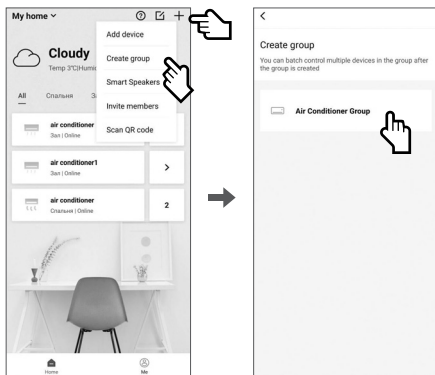 My home
Add device
Create group
Smart Speakers
Invite members
Scan QR code
Cloudy
Temp 3℃|Humi
All Спальня За
air conditioner
Зал | Online
air conditioner1
Зал | Online
air conditioner
Спальня | Online
2
Home
Me
Create group
You can batch control multiple devices in the group after
the group is created
Air Conditioner Group